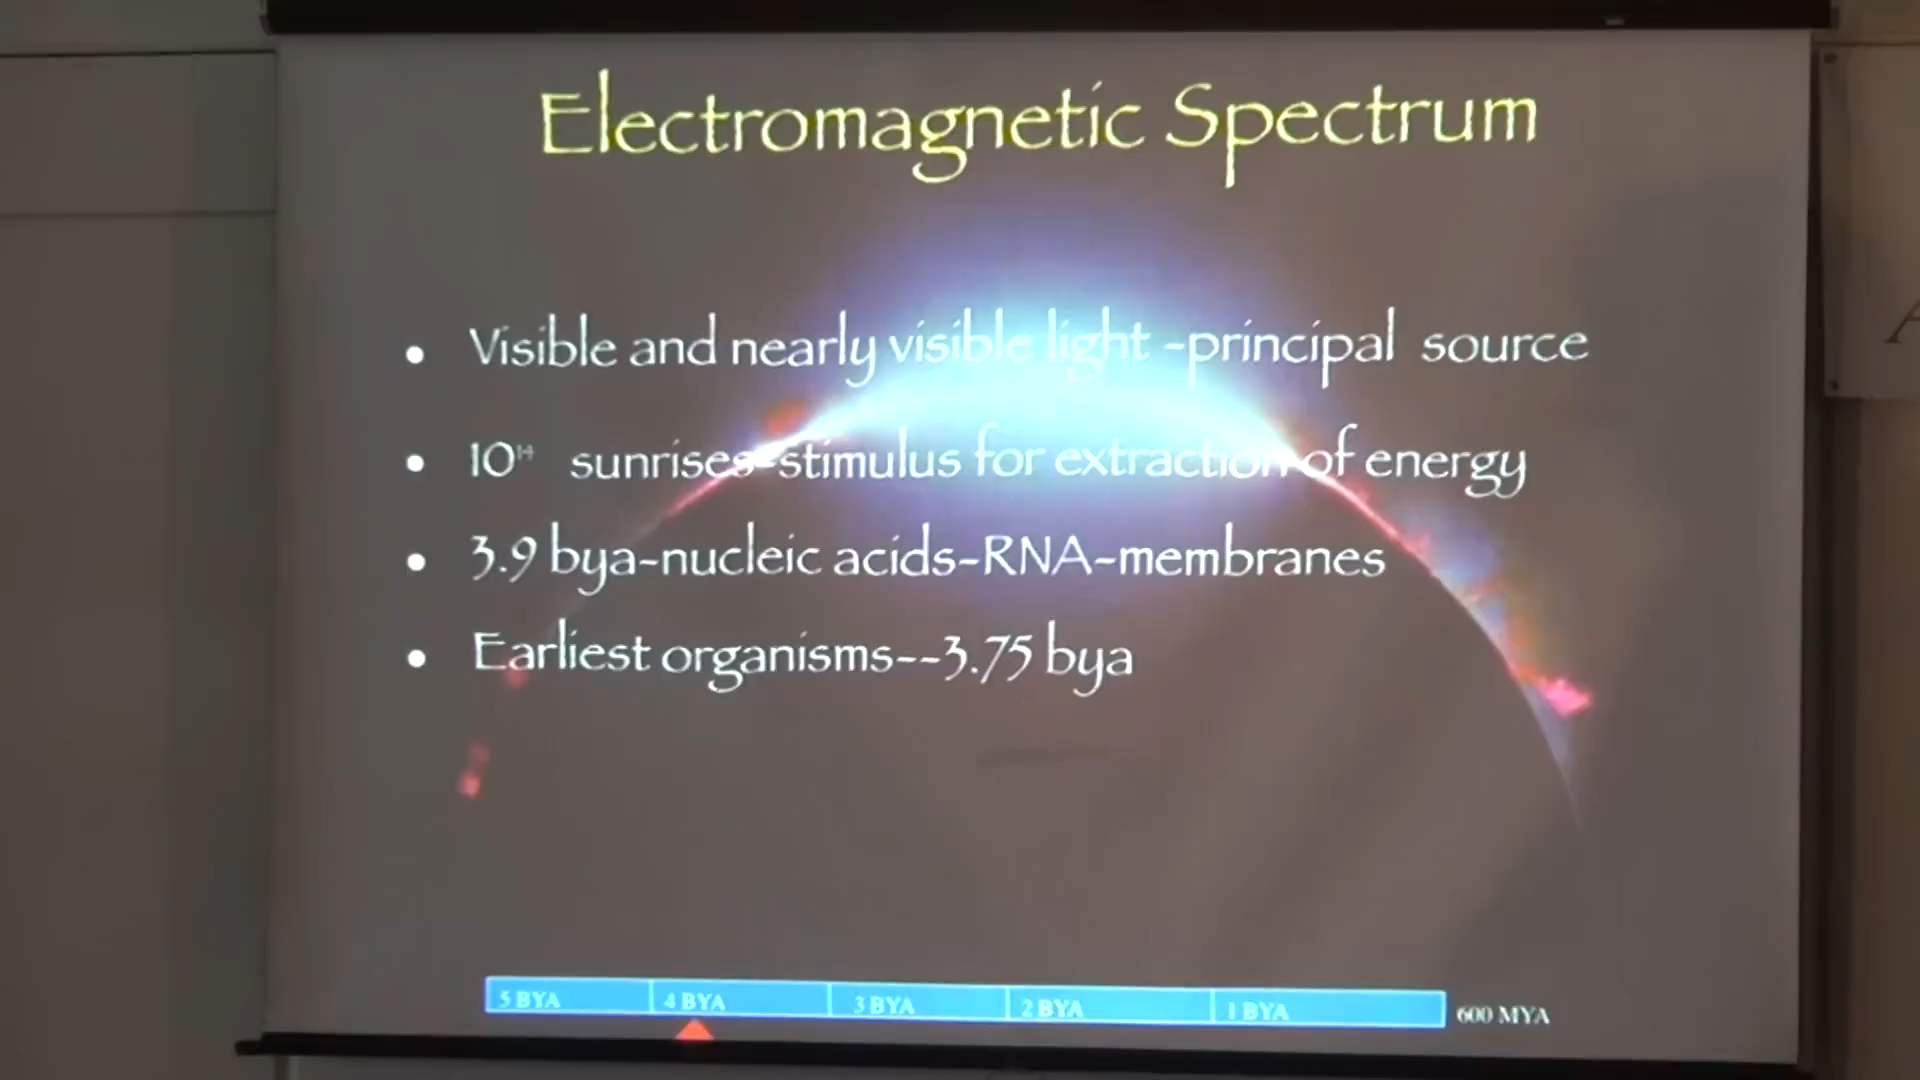 Electromagnetic Spectrum
• Visible and nearly visible light -principal source
• 10¹⁴ sunrises-stimulus for extraction of energy
• 3.9 bya-nucleic acids-RNA-membranes
• Earliest organisms--3.75 bya
5 BYA 4 BYA 3 BYA 2 BYA 1 BYA 600 MYA